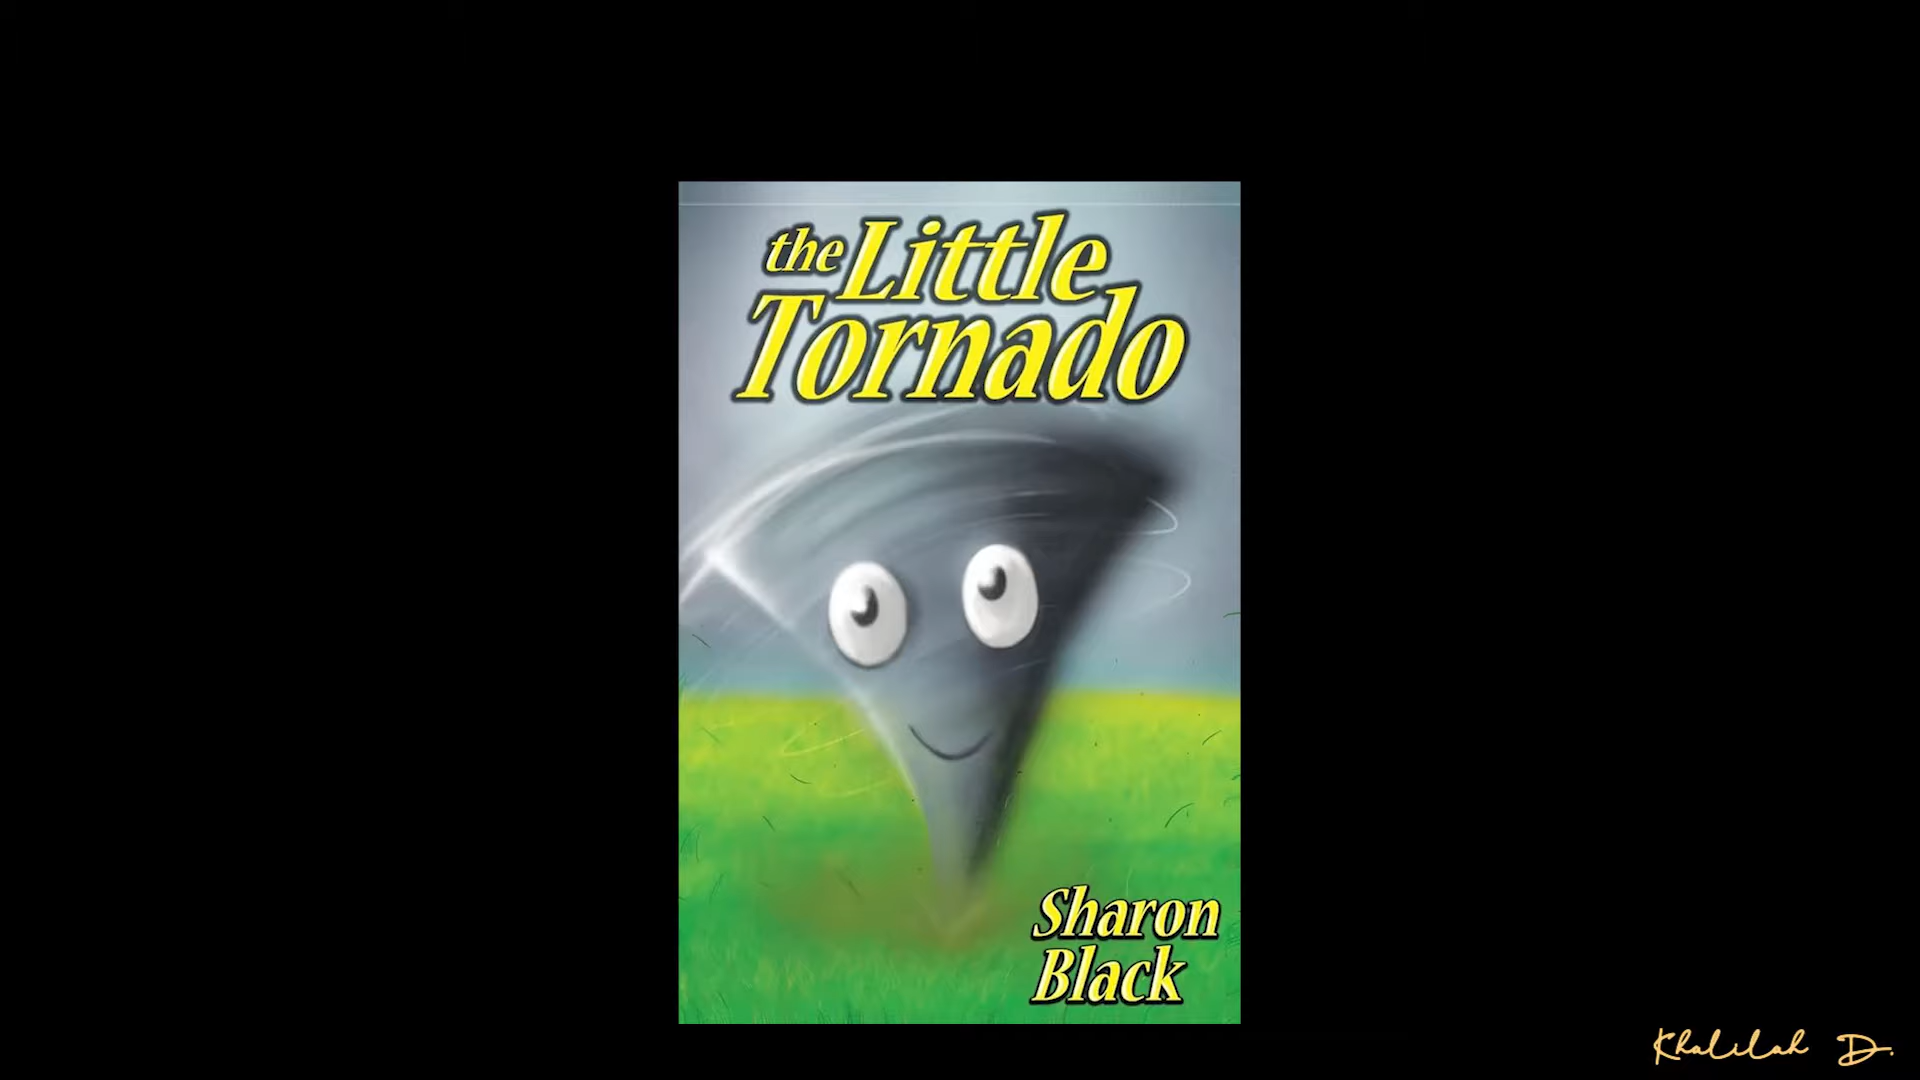 the Little
Tornado
Sharon
Black
Khalilah D.